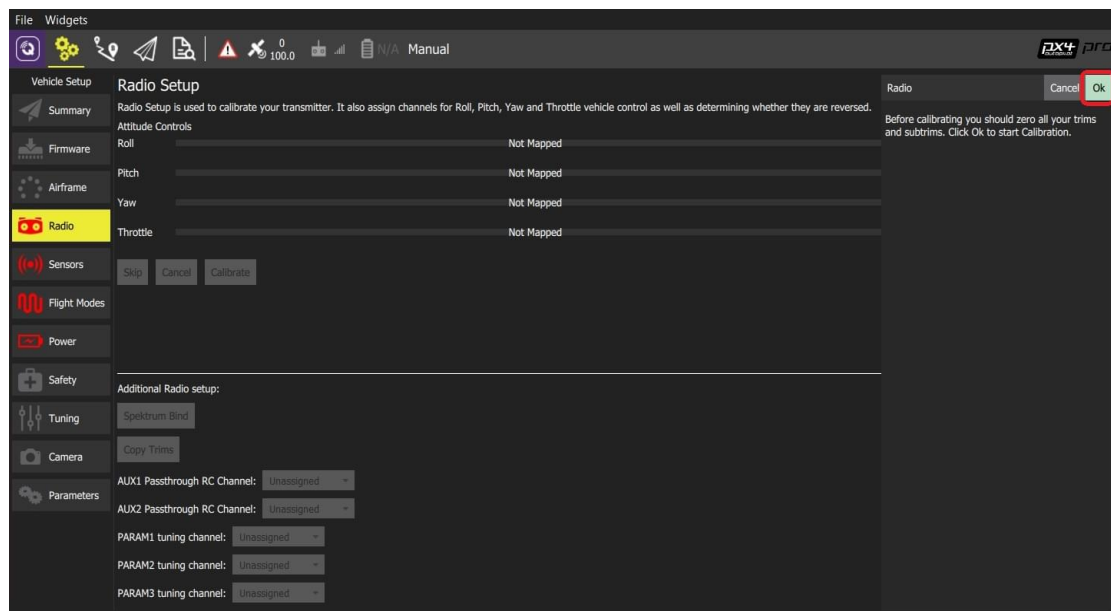 File Widgets
0
100.0
N/A Manual
px4 pro
Vehicle Setup
Summary
Firmware
Airframe
Radio
Sensors
Flight Modes
Power
Safety
Tuning
Camera
Parameters
Radio Setup
Radio Setup is used to calibrate your transmitter. It also assign channels for Roll, Pitch, Yaw and Throttle vehicle control as well as determining whether they are reversed.
Attitude Controls
Roll Not Mapped
Pitch Not Mapped
Yaw Not Mapped
Throttle Not Mapped
Skip Cancel Calibrate
Additional Radio setup:
Spektrum Bind
Copy Trims
AUX1 Passthrough RC Channel: Unassigned
AUX2 Passthrough RC Channel: Unassigned
PARAM1 tuning channel: Unassigned
PARAM2 tuning channel: Unassigned
PARAM3 tuning channel: Unassigned
Radio Cancel Ok
Before calibrating you should zero all your trims
and subtrims. Click Ok to start Calibration.